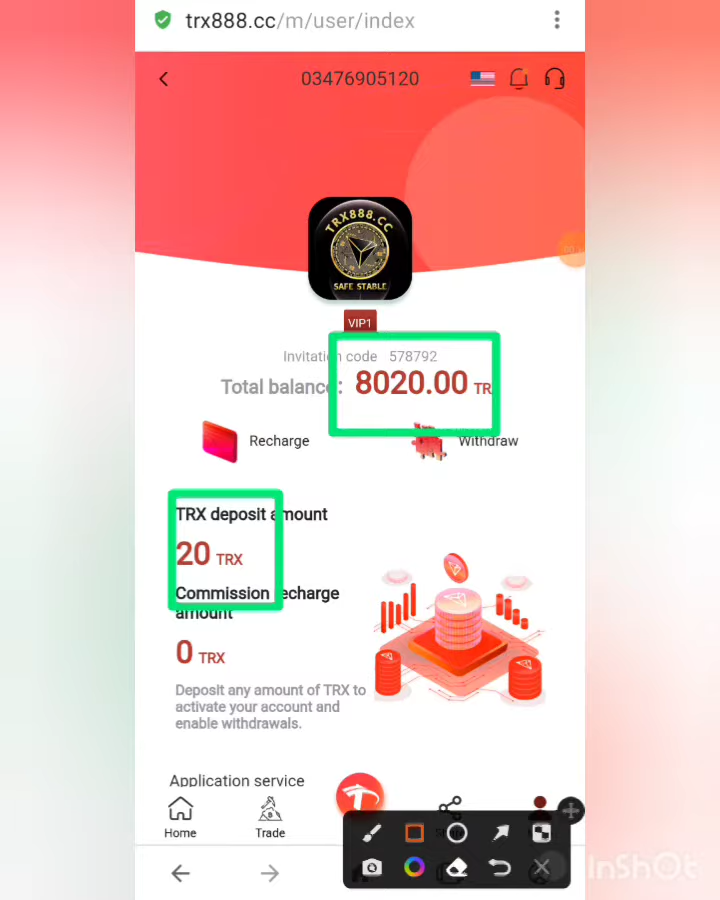 trx888.cc/m/user/index
03476905120
TRX888.CC
SAFE STABLE
VIP1
Invitation code 578792
Total balance: 8020.00 TR
Recharge
Withdraw
TRX deposit amount
20 TRX
Commission recharge
amount
0 TRX
Deposit any amount of TRX to
activate your account and
enable withdrawals.
Application service
Home
Trade
InShOt